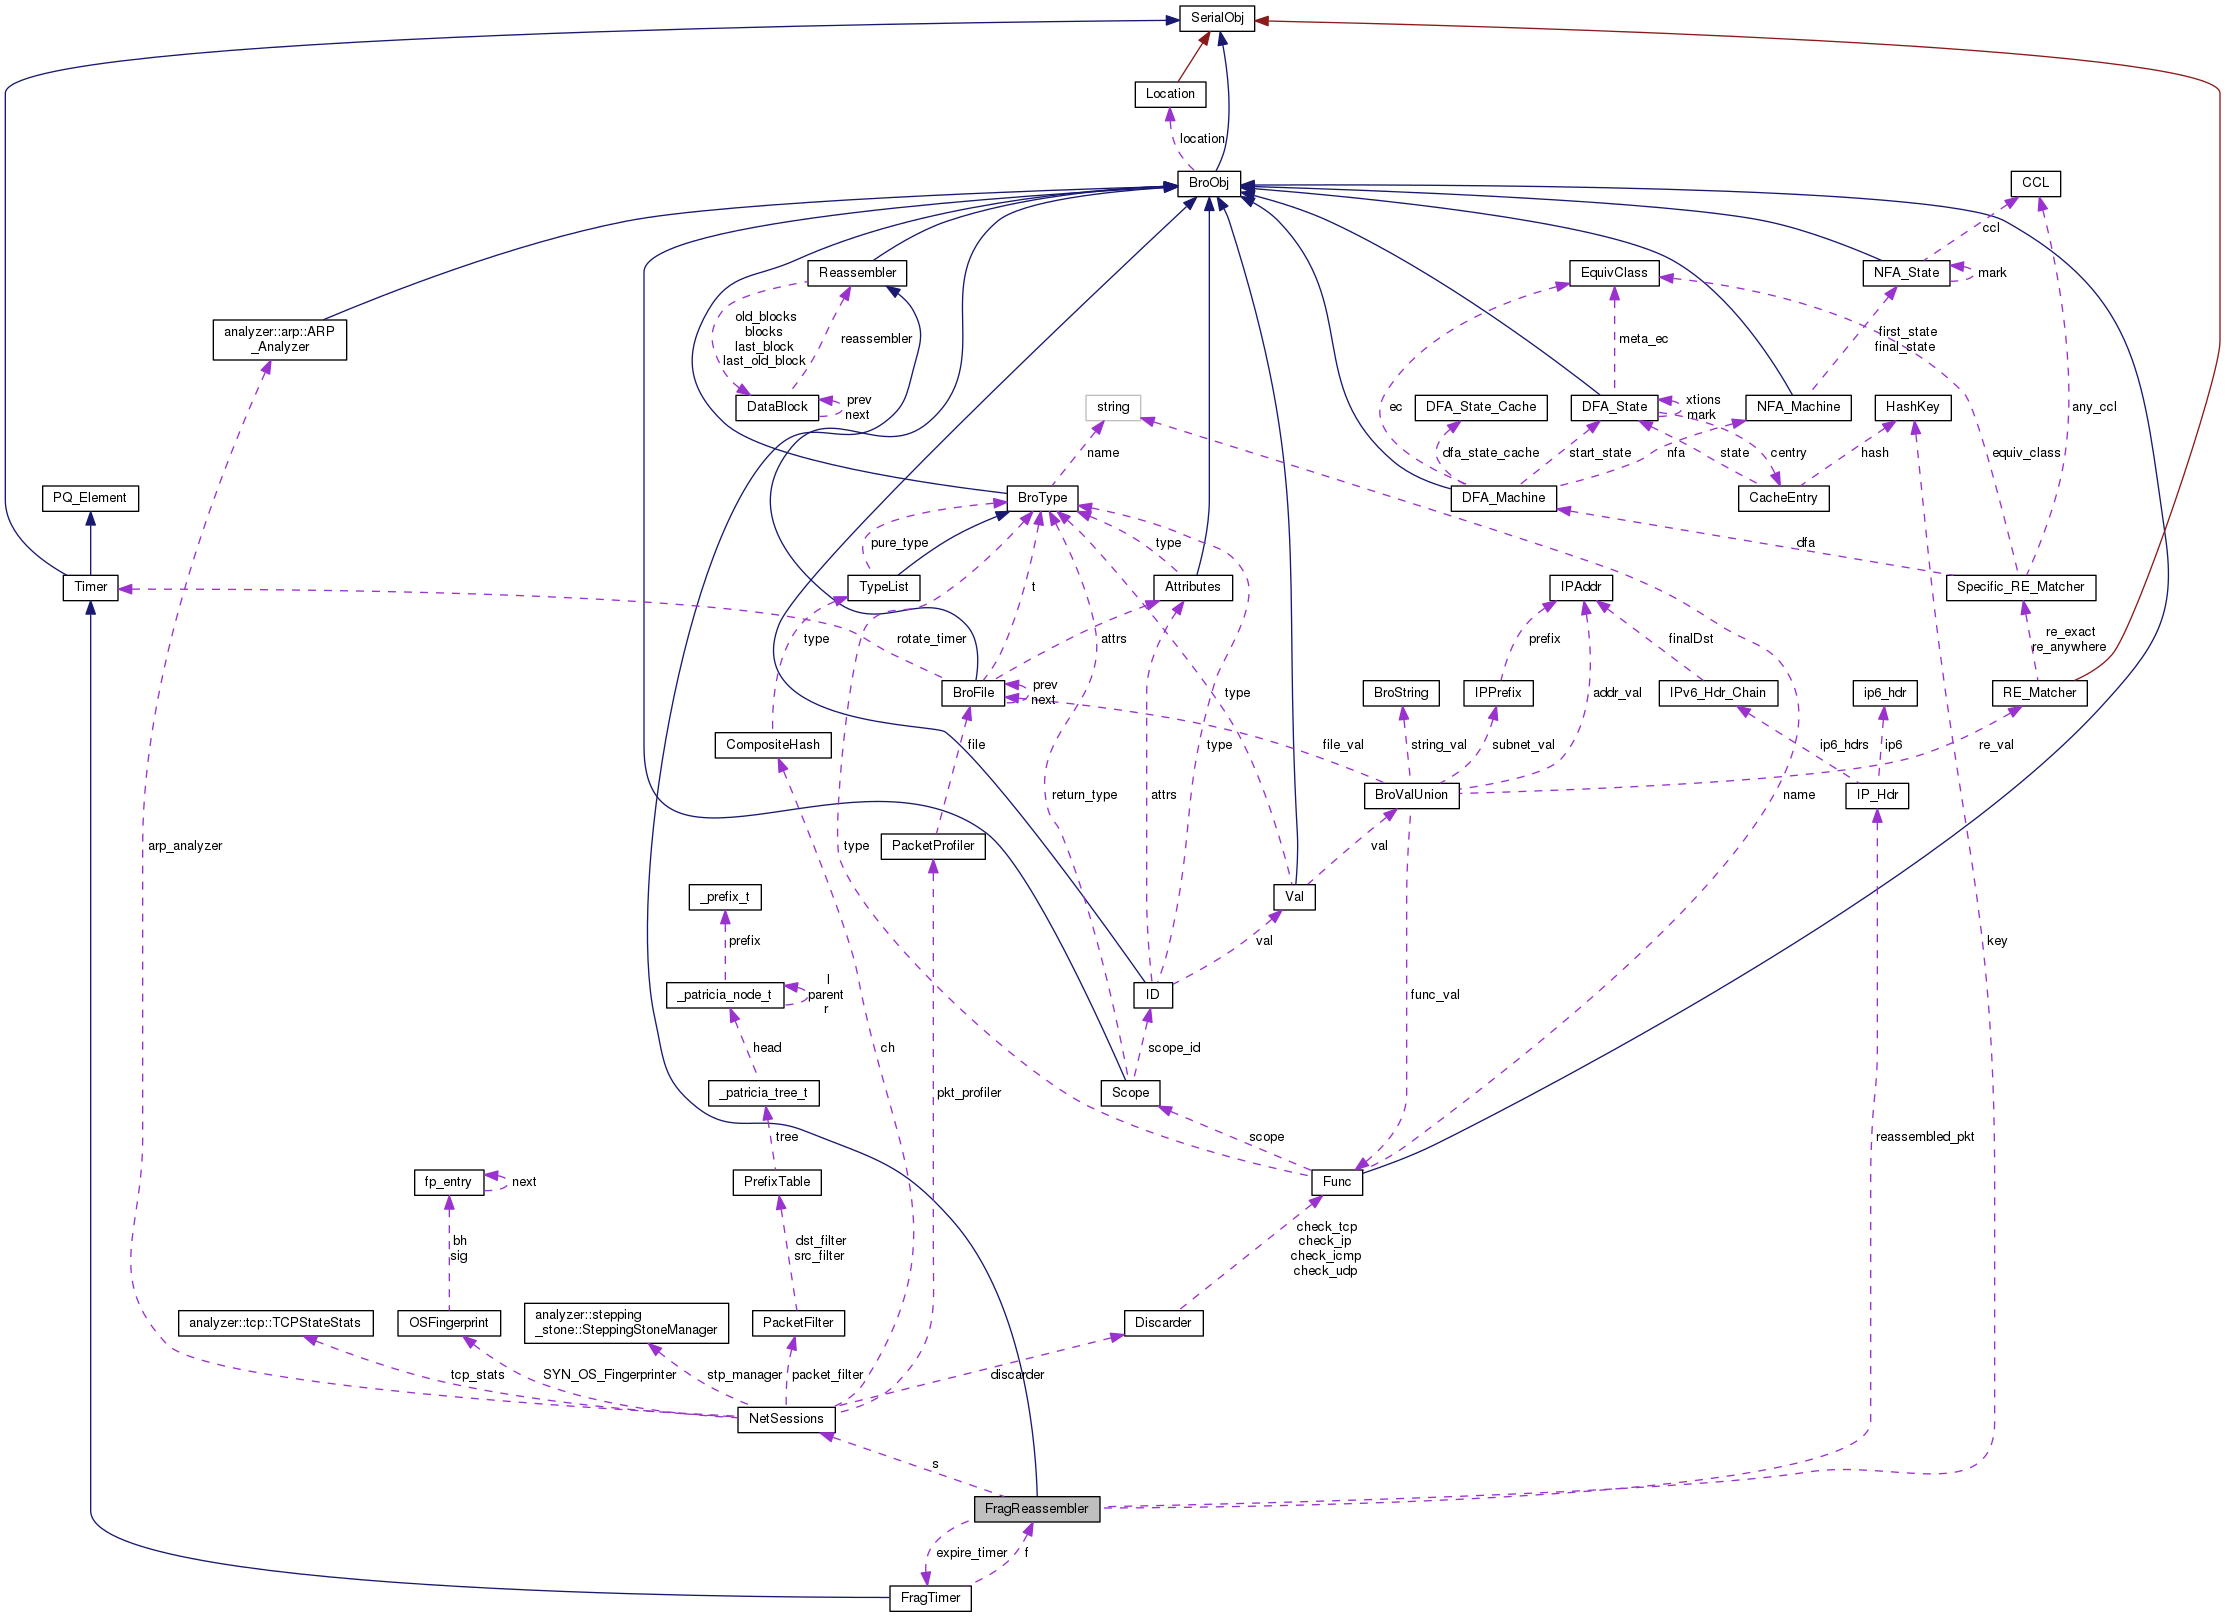 SerialObj
Location
location
BroObj
CCL
ccl
Reassembler
EquivClass
NFA_State
mark
analyzer::arp::ARP
_Analyzer
old_blocks
blocks
last_block
last_old_block
reassembler
meta_ec
first_state
final_state
DataBlock
prev
next
string
ec
DFA_State_Cache
DFA_State
xtions
mark
NFA_Machine
HashKey
any_ccl
name
dfa_state_cache
start_state
nfa
state
centry
hash
equiv_class
PQ_Element
BroType
DFA_Machine
CacheEntry
pure_type
type
dfa
Timer
TypeList
t
Attributes
IPAddr
Specific_RE_Matcher
type
rotate_timer
attrs
prefix
finalDst
re_exact
re_anywhere
BroFile
prev
next
type
BroString
IPPrefix
addr_val
IPv6_Hdr_Chain
ip6_hdr
RE_Matcher
CompositeHash
file
type
file_val
string_val
subnet_val
ip6_hdrs
ip6
re_val
return_type
attrs
BroValUnion
name
IP_Hdr
arp_analyzer
type
PacketProfiler
val
_prefix_t
Val
prefix
val
key
_patricia_node_t
l
parent
r
ID
func_val
head
ch
scope_id
_patricia_tree_t
pkt_profiler
Scope
tree
scope
reassembled_pkt
fp_entry
next
PrefixTable
Func
bh
sig
dst_filter
src_filter
check_tcp
check_ip
check_icmp
check_udp
analyzer::tcp::TCPStateStats
OSFingerprint
analyzer::stepping
_stone::SteppingStoneManager
PacketFilter
Discarder
tcp_stats
SYN_OS_Fingerprinter
stp_manager
packet_filter
discarder
NetSessions
s
FragReassembler
expire_timer
f
FragTimer